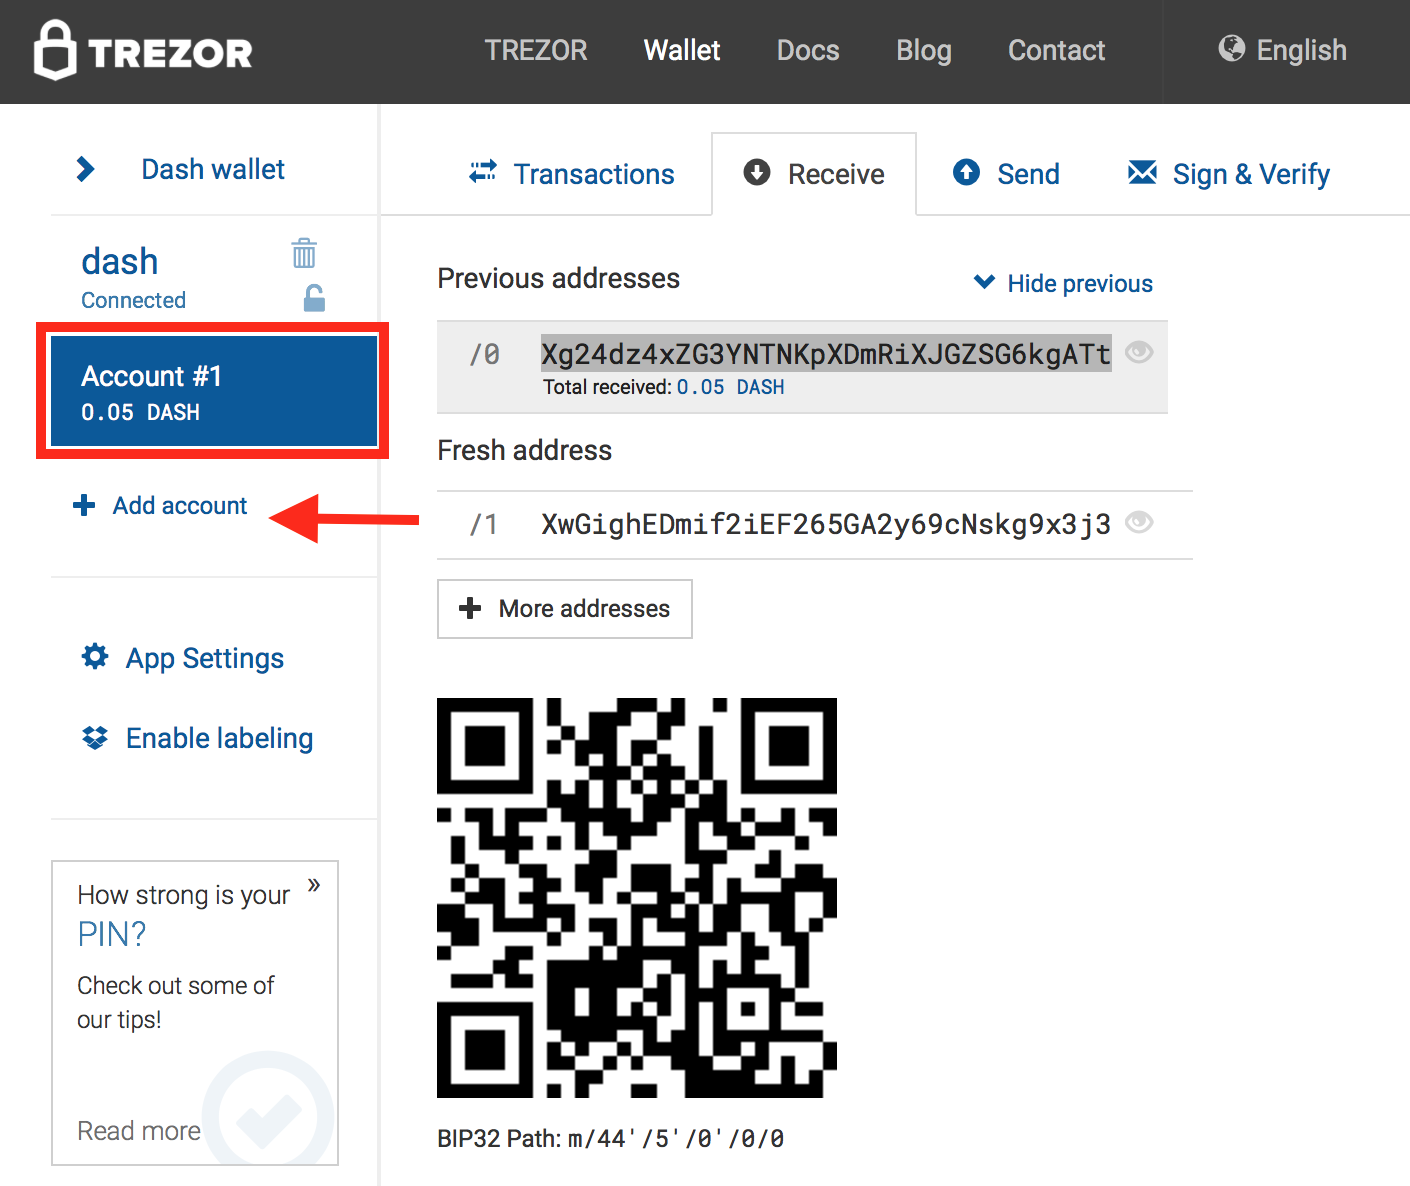 TREZOR
TREZOR Wallet Docs Blog Contact English
Dash wallet
Transactions Receive Send Sign & Verify
dash
Connected
Account #1
0.05 DASH
Add account
App Settings
Enable labeling
How strong is your »
PIN?
Check out some of
our tips!
Read more
Previous addresses
Hide previous
/0 Xg24dz4xZG3YNTNKpXDmRiXJGZSG6kgATt
Total received: 0.05 DASH
Fresh address
/1 XwGighEDmif2iEF265GA2y69cNskg9x3j3
More addresses
BIP32 Path: m/44'/5'/0'/0/0